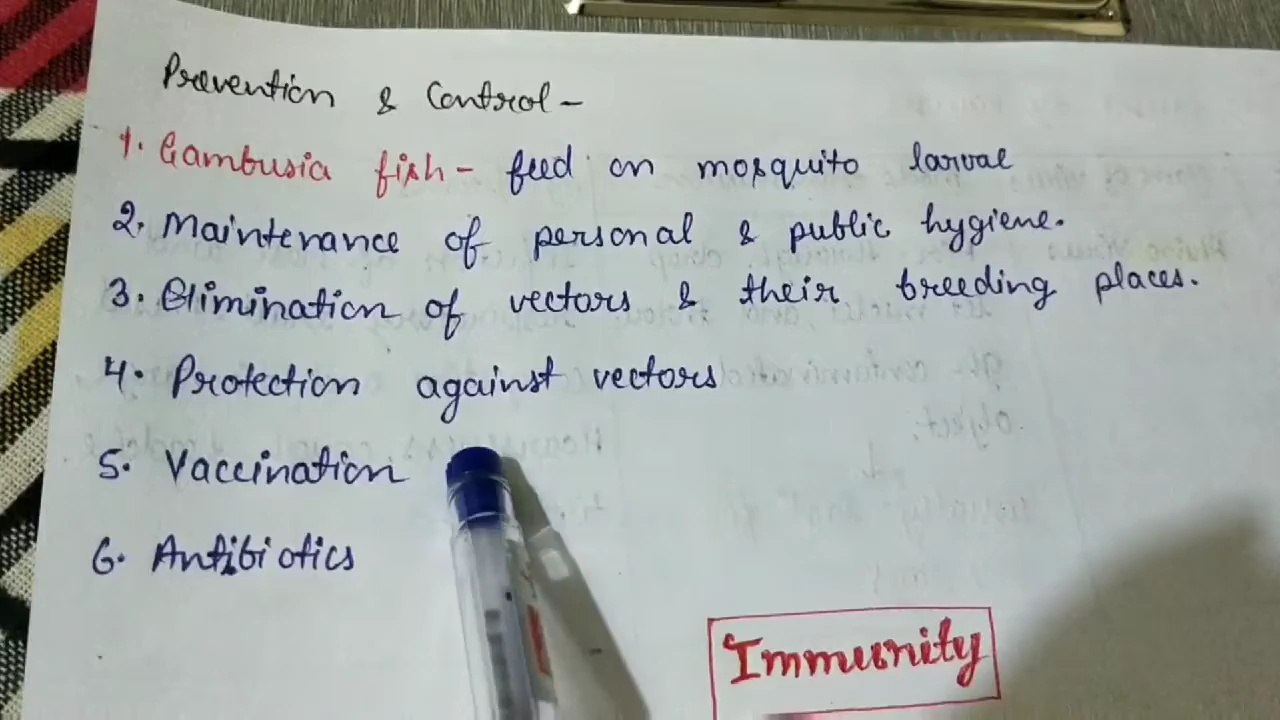 Prevention & Control -
1. Gambusia fish - feed on mosquito larvae
2. Maintenance of personal & public hygiene.
3. Elimination of vectors & their breeding places.
4. Protection against vectors
5. Vaccination
6. Antibiotics
Immunity